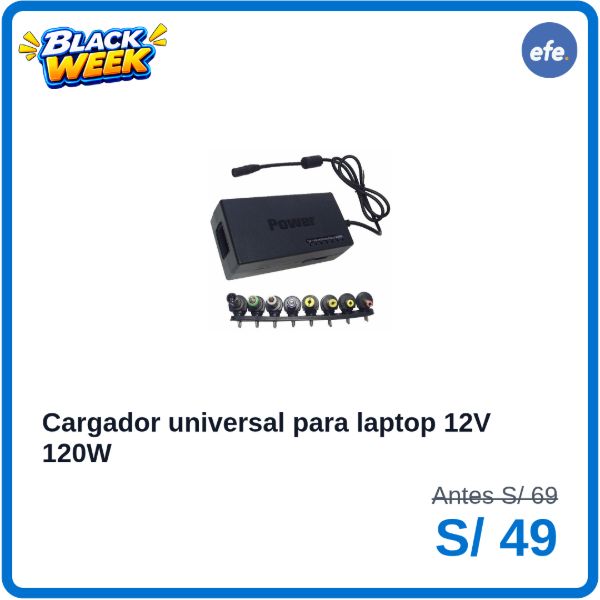 BLACK
WEEK
efe.
Power
Cargador universal para laptop 12V
120W
Antes S/ 69
S/ 49